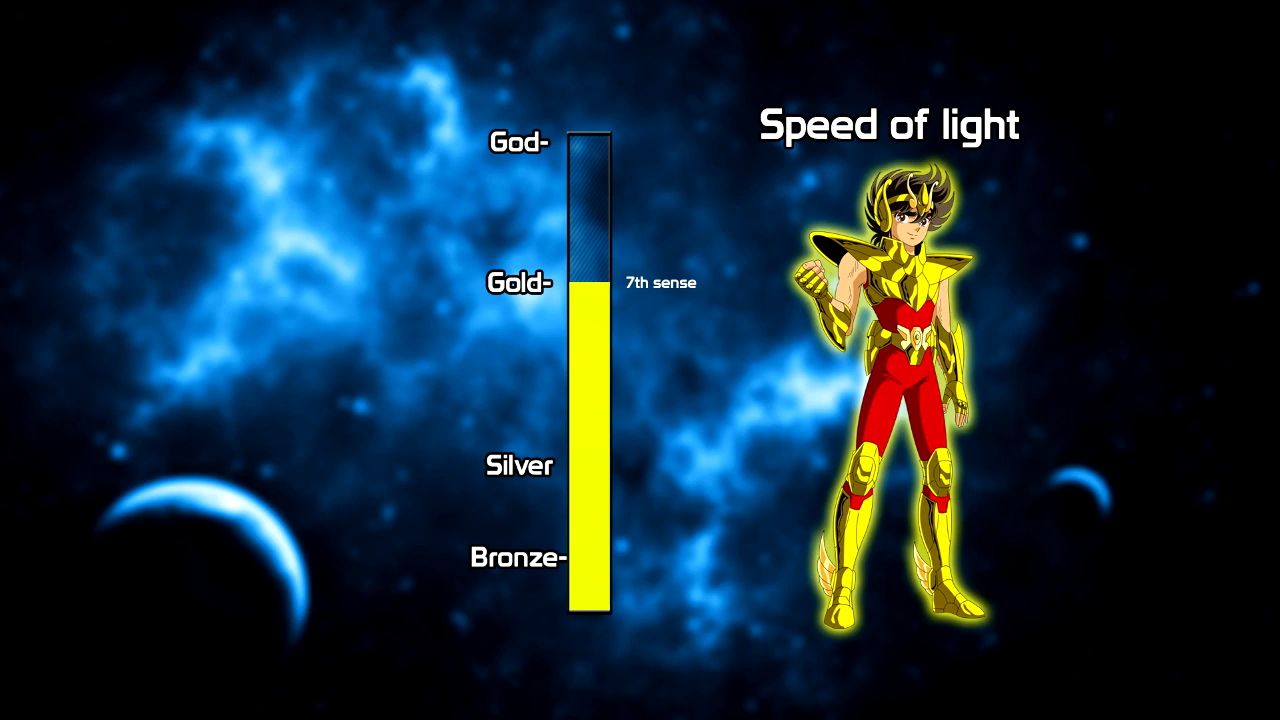 Speed of light
God-
Gold-
7th sense
Silver
Bronze-